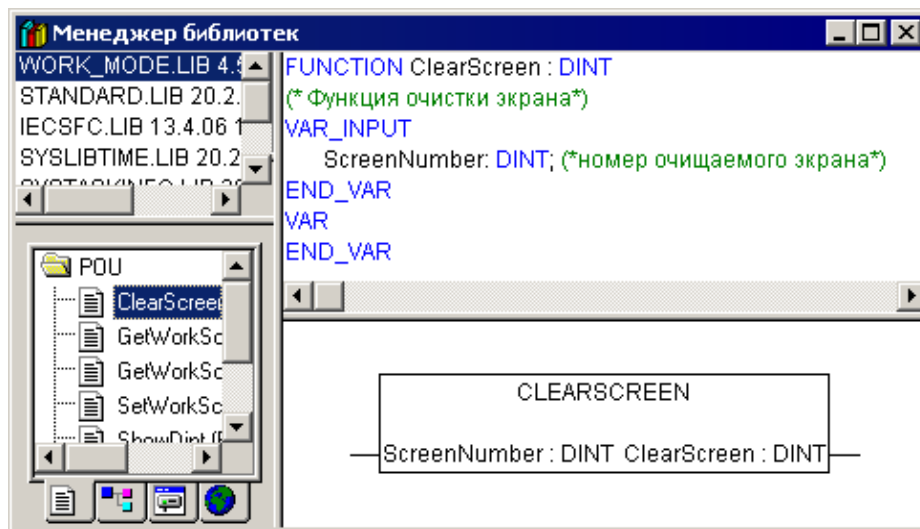 Менеджер библиотек
WORK_MODE.LIB 4.5
STANDARD.LIB 20.2.
IECSFC.LIB 13.4.06 1
SYSLIBTIME.LIB 20.2
FUNCTION ClearScreen : DINT
(* Функция очистки экрана*)
VAR_INPUT
ScreenNumber: DINT; (*номер очищаемого экрана*)
END_VAR
VAR
END_VAR
POU
ClearScreen
GetWorkSc
GetWorkSc
SetWorkSc
ShowDint (F
CLEARSCREEN
ScreenNumber : DINT ClearScreen : DINT